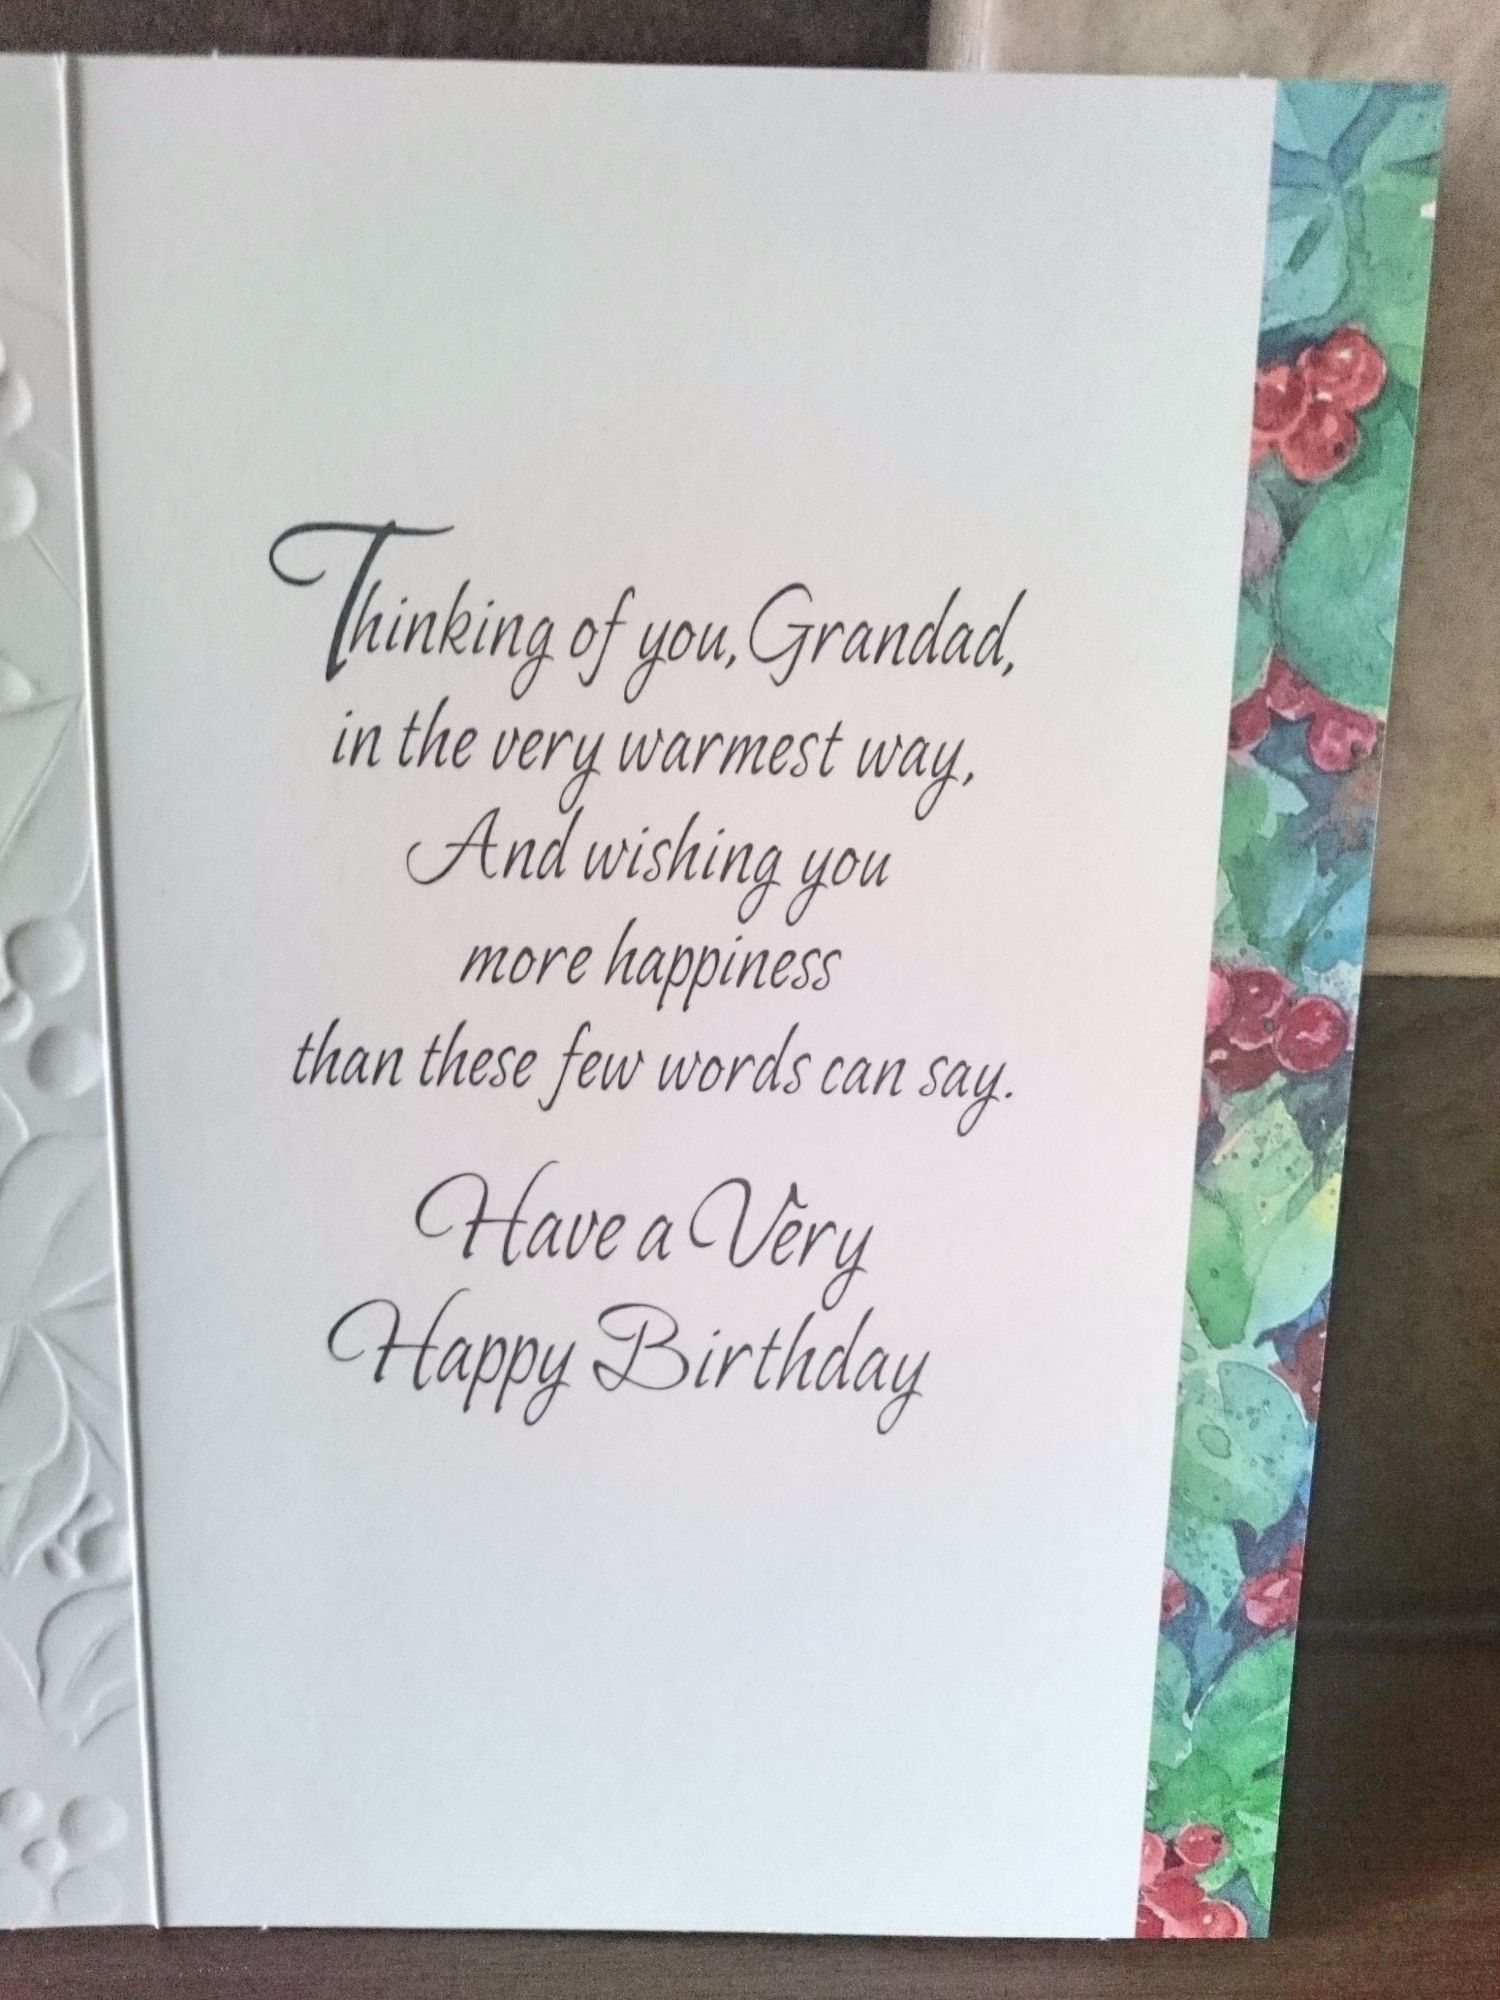 Thinking of you, Grandad,
in the very warmest way,
And wishing you
more happiness
than these few words can say.
Have a Very
Happy Birthday